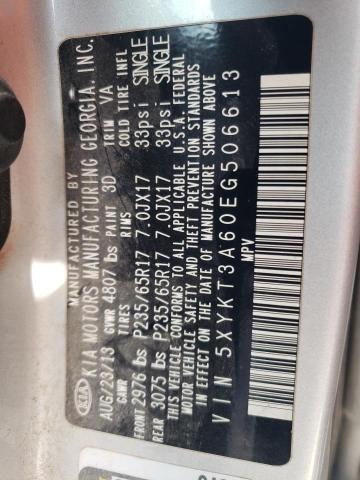 MANUFACTURED BY
KIA KIA MOTORS MANUFACTURING GEORGIA, INC.
AUG/23/13 GVWR 4807 lbs PAINT 3D TRIM VA
GAWR TIRES RIMS COLD TIRE INFL
FRONT 2976 lbs P235/65R17 7.0JX17 33psi SINGLE
REAR 3075 lbs P235/65R17 7.0JX17 33psi SINGLE
THIS VEHICLE CONFORMS TO ALL APPLICABLE U.S.A. FEDERAL
MOTOR VEHICLE SAFETY AND THEFT PREVENTION STANDARDS
IN EFFECT ON THE DATE OF MANUFACTURE SHOWN ABOVE
VIN 5XYKT3A60EG506613
MPV